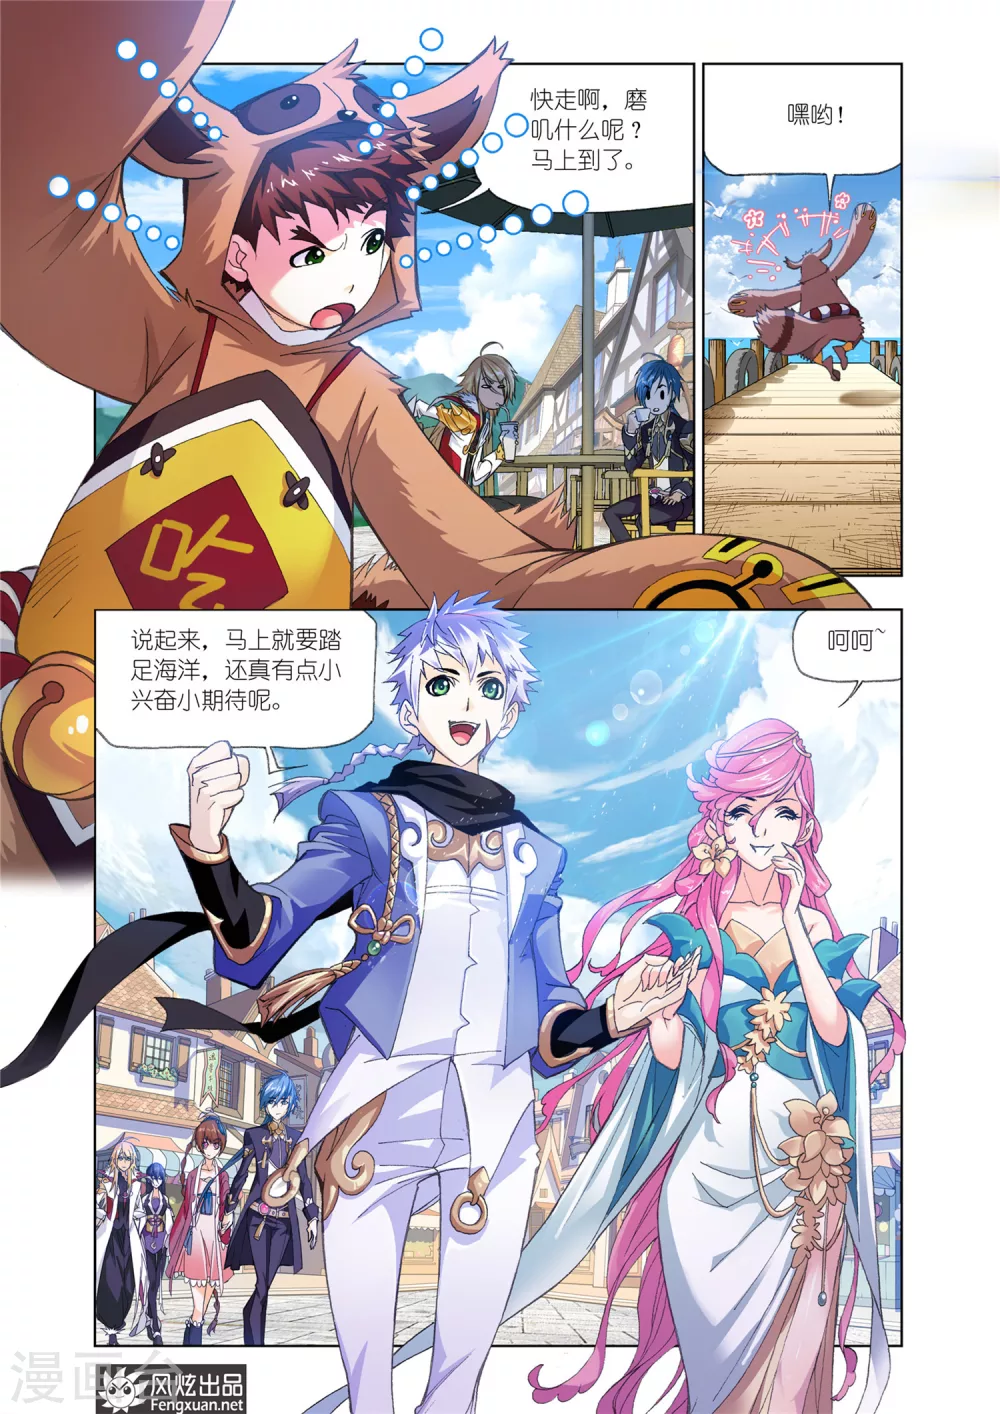 快走啊，磨
叽什么呢？
马上到了。
嘿哟！
说起来，马上就要踏
足海洋，还真有点小
兴奋小期待呢。
呵呵~
漫画台
风炫出品
Fengxuan.net